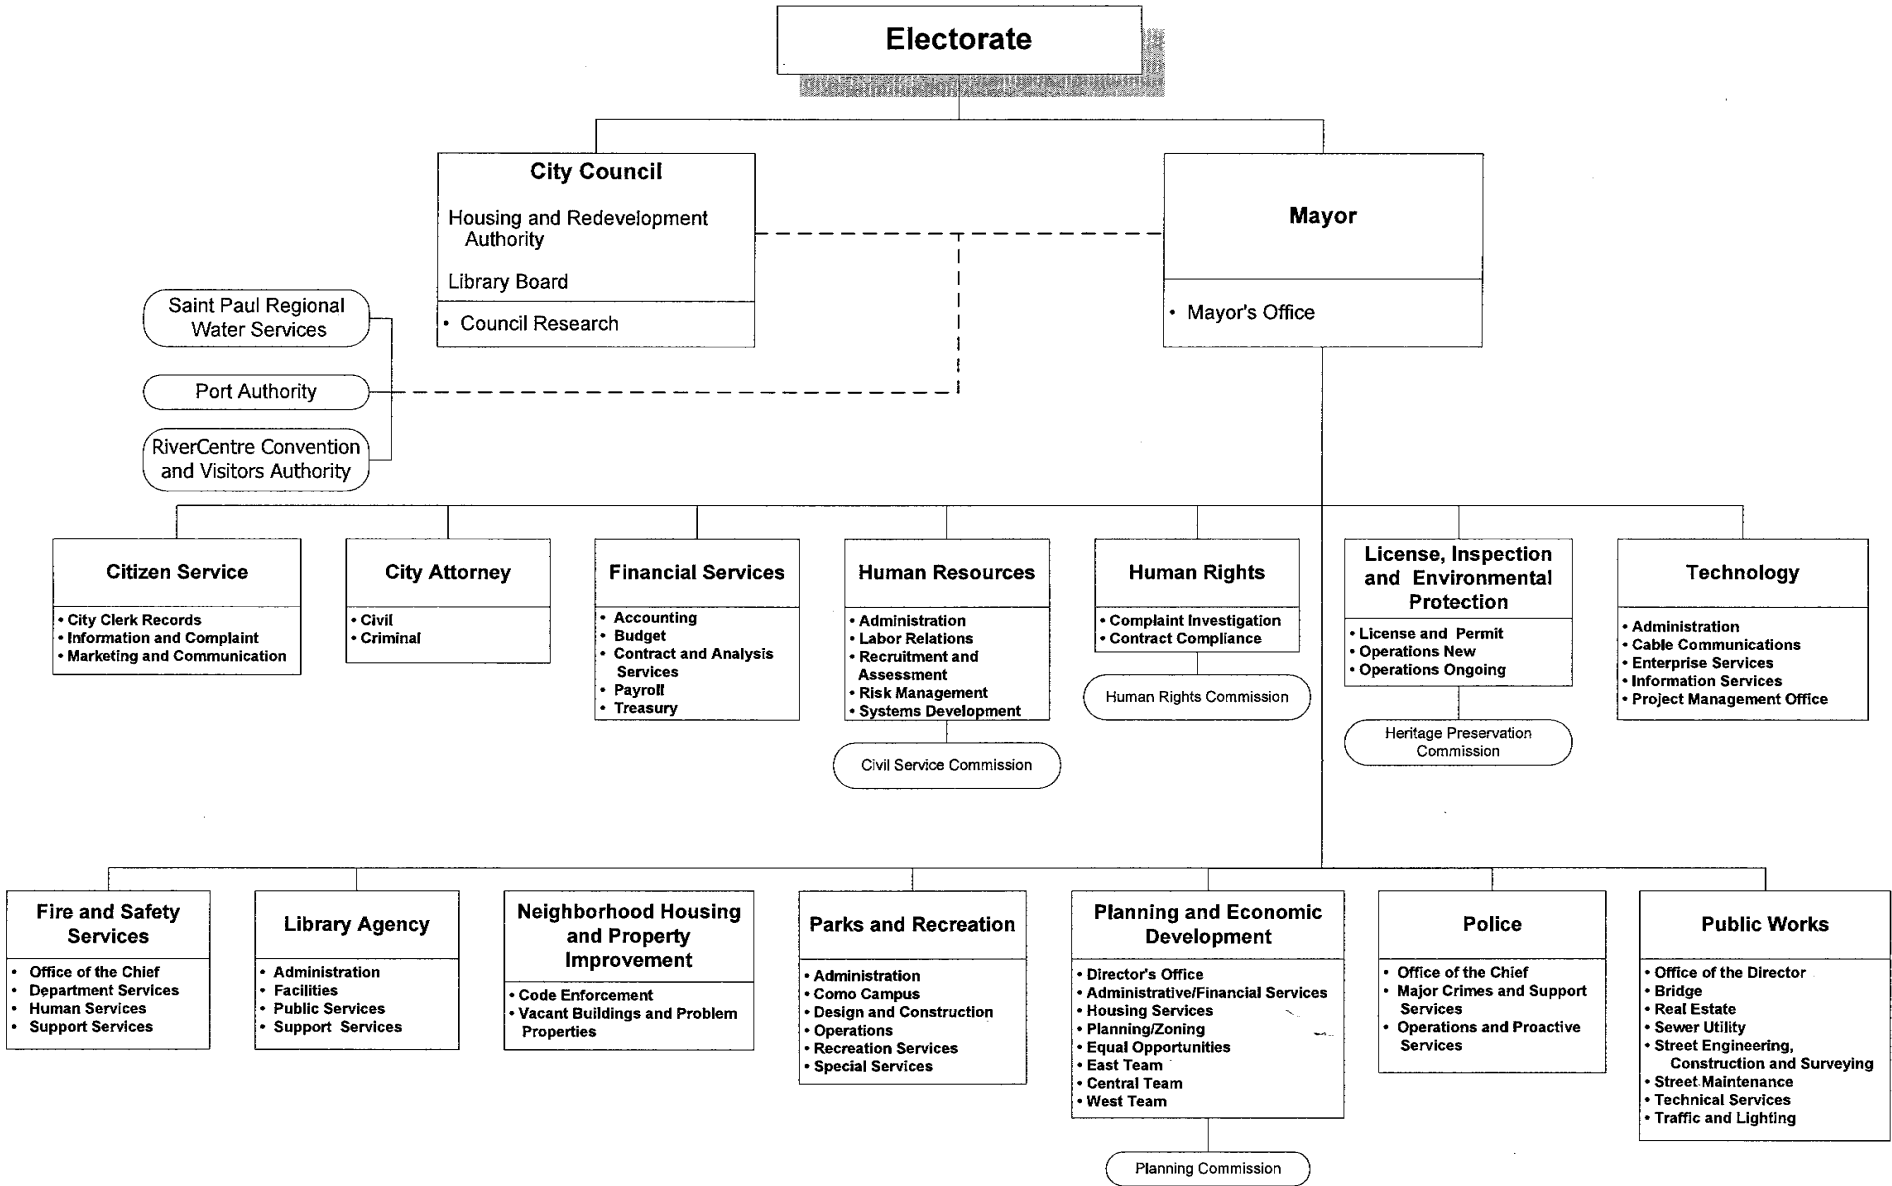 Electorate
City Council
Housing and Redevelopment
Authority
Library Board
• Council Research
Mayor
• Mayor's Office
Saint Paul Regional
Water Services
Port Authority
RiverCentre Convention
and Visitors Authority
Citizen Service
• City Clerk Records
• Information and Complaint
• Marketing and Communication
City Attorney
• Civil
• Criminal
Financial Services
• Accounting
• Budget
• Contract and Analysis
Services
• Payroll
• Treasury
Human Resources
• Administration
• Labor Relations
• Recruitment and
Assessment
• Risk Management
• Systems Development
Civil Service Commission
Human Rights
• Complaint Investigation
• Contract Compliance
Human Rights Commission
License, Inspection
and Environmental
Protection
• License and Permit
• Operations New
• Operations Ongoing
Heritage Preservation
Commission
Technology
• Administration
• Cable Communications
• Enterprise Services
• Information Services
• Project Management Office
Fire and Safety
Services
• Office of the Chief
• Department Services
• Human Services
• Support Services
Library Agency
• Administration
• Facilities
• Public Services
• Support Services
Neighborhood Housing
and Property
Improvement
• Code Enforcement
• Vacant Buildings and Problem
Properties
Parks and Recreation
• Administration
• Como Campus
• Design and Construction
• Operations
• Recreation Services
• Special Services
Planning and Economic
Development
• Director's Office
• Administrative/Financial Services
• Housing Services
• Planning/Zoning
• Equal Opportunities
• East Team
• Central Team
• West Team
Planning Commission
Police
• Office of the Chief
• Major Crimes and Support
Services
• Operations and Proactive
Services
Public Works
• Office of the Director
• Bridge
• Real Estate
• Sewer Utility
• Street Engineering,
Construction and Surveying
• Street Maintenance
• Technical Services
• Traffic and Lighting